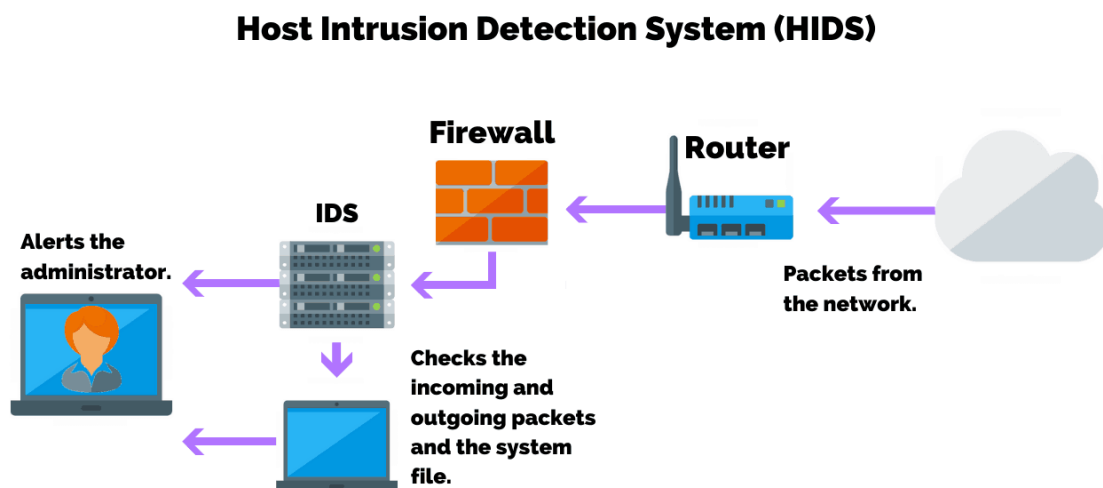 Host Intrusion Detection System (HIDS)
Firewall
Router
IDS
Alerts the
administrator.
Packets from
the network.
Checks the
incoming and
outgoing packets
and the system
file.